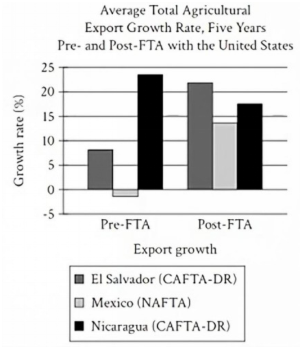 Average Total Agricultural
Export Growth Rate, Five Years
Pre- and Post-FTA with the United States
Growth rate (%)
25
20
15
10
5
0
-5
Pre-FTA
Post-FTA
Export growth
El Salvador (CAFTA-DR)
Mexico (NAFTA)
Nicaragua (CAFTA-DR)